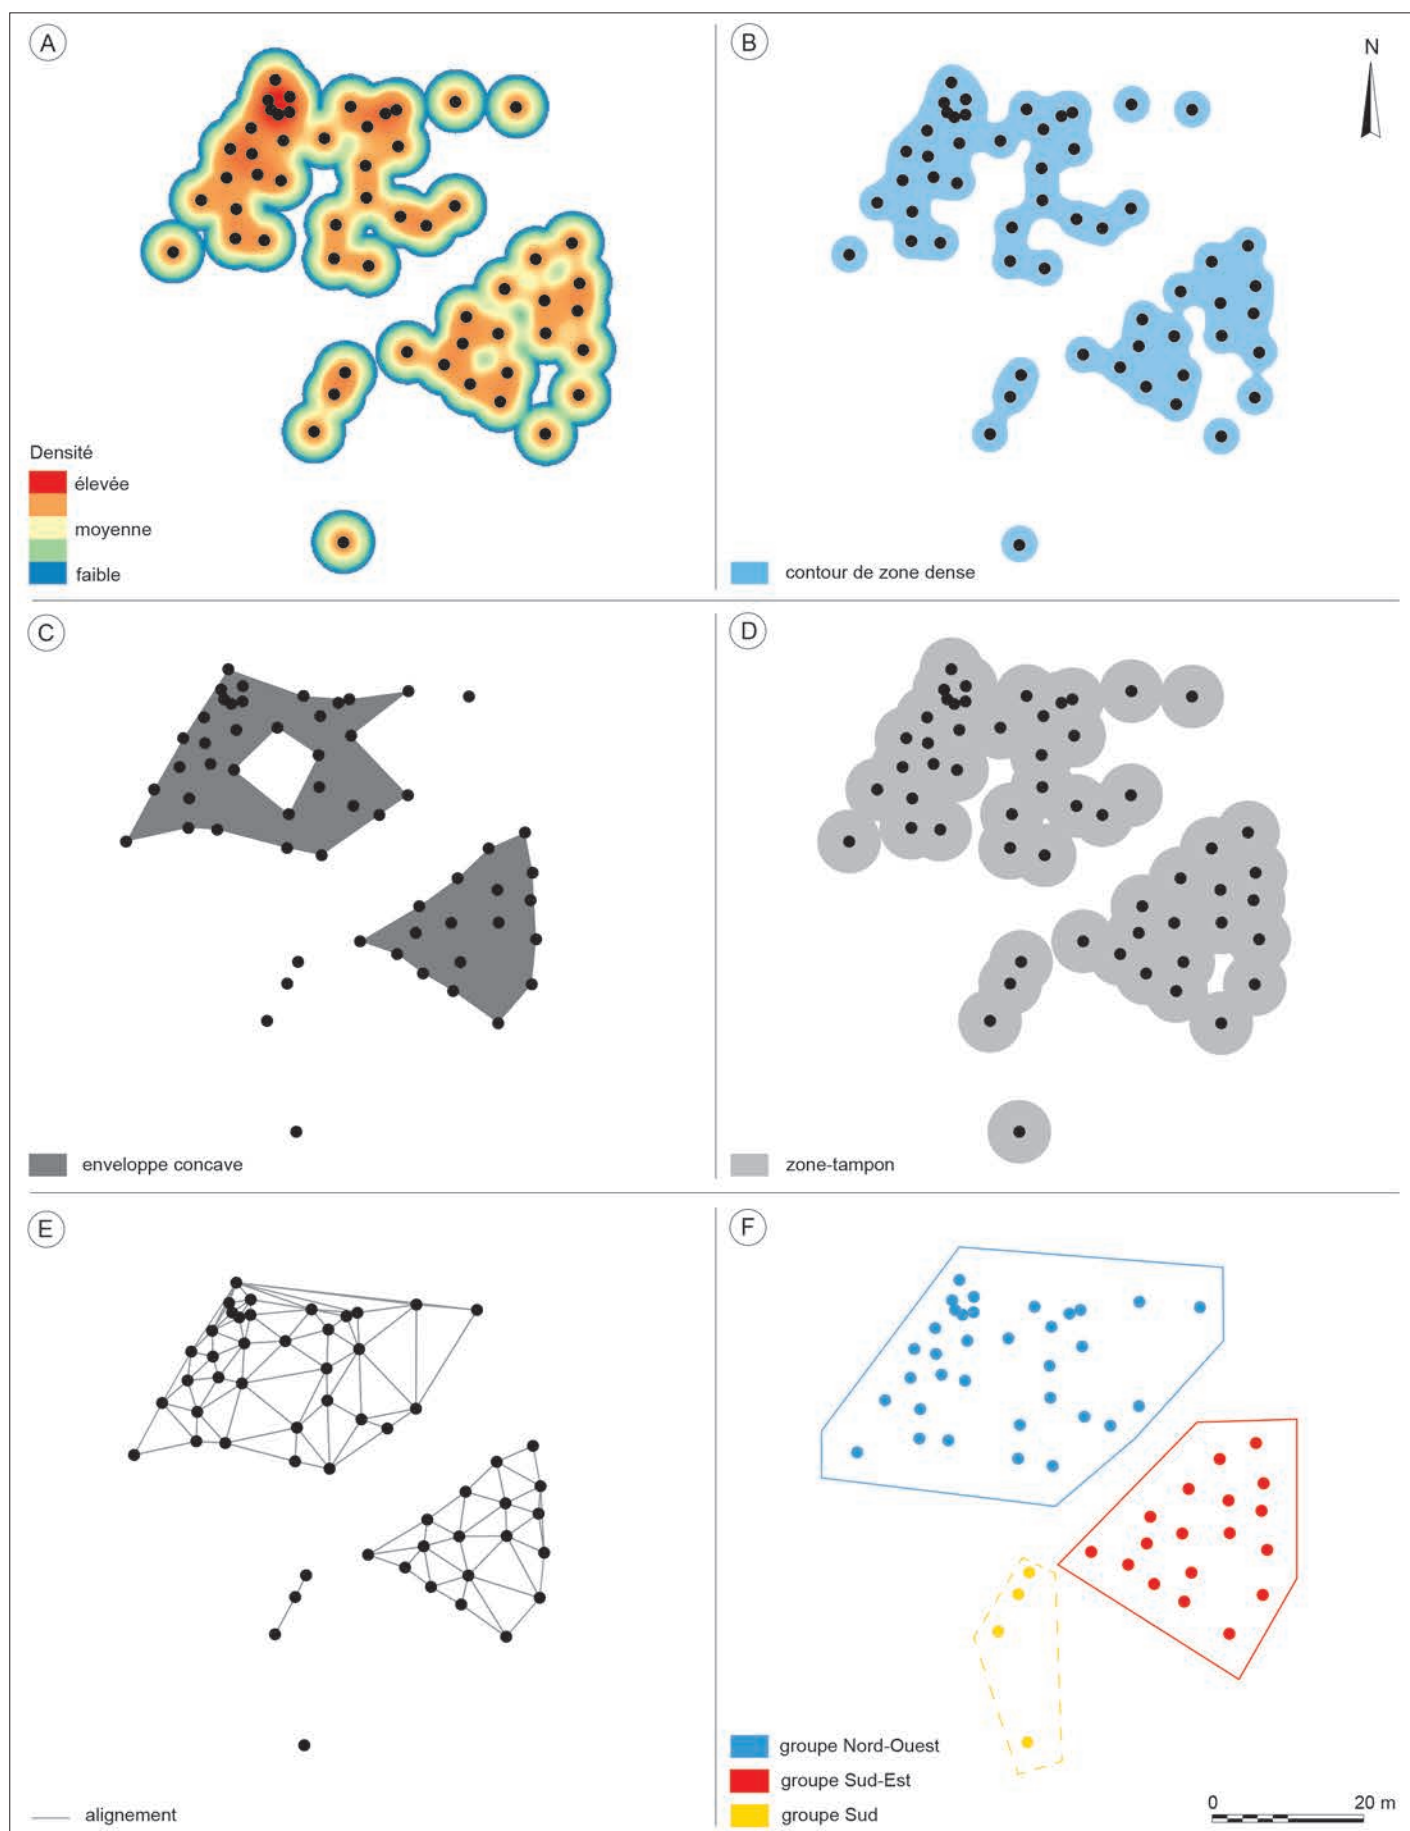 A
B
N
Densité
élevée
moyenne
faible
contour de zone dense
C
D
enveloppe concave
zone-tampon
E
F
groupe Nord-Ouest
groupe Sud-Est
groupe Sud
alignement
0 20 m